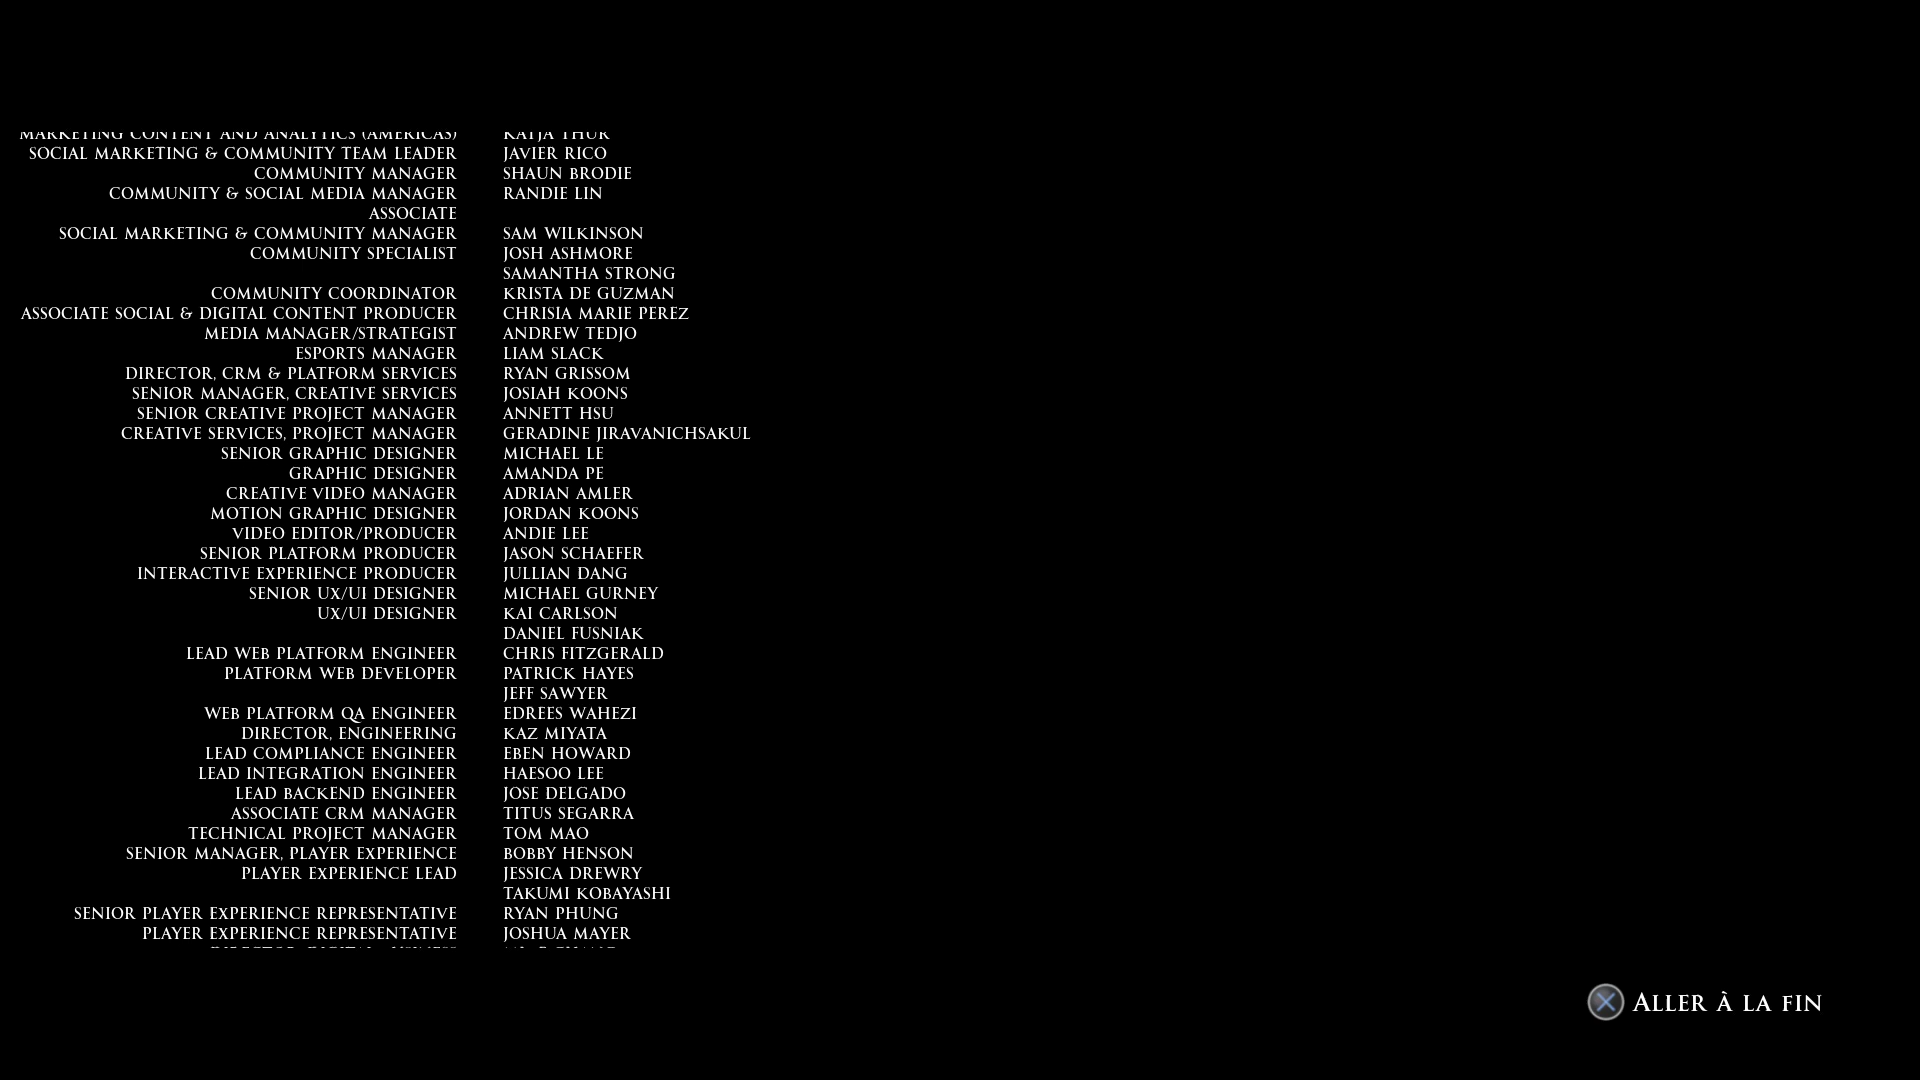 MARKETING CONTENT AND ANALYTICS (AMERICAS) KATJA THUR
SOCIAL MARKETING & COMMUNITY TEAM LEADER JAVIER RICO
COMMUNITY MANAGER SHAUN BRODIE
COMMUNITY & SOCIAL MEDIA MANAGER RANDIE LIN
ASSOCIATE
SOCIAL MARKETING & COMMUNITY MANAGER SAM WILKINSON
COMMUNITY SPECIALIST JOSH ASHMORE
SAMANTHA STRONG
COMMUNITY COORDINATOR KRISTA DE GUZMAN
ASSOCIATE SOCIAL & DIGITAL CONTENT PRODUCER CHRISIA MARIE PEREZ
MEDIA MANAGER/STRATEGIST ANDREW TEDJO
ESPORTS MANAGER LIAM SLACK
DIRECTOR, CRM & PLATFORM SERVICES RYAN GRISSOM
SENIOR MANAGER, CREATIVE SERVICES JOSIAH KOONS
SENIOR CREATIVE PROJECT MANAGER ANNETT HSU
CREATIVE SERVICES, PROJECT MANAGER GERADINE JIRAVANICHSAKUL
SENIOR GRAPHIC DESIGNER MICHAEL LE
GRAPHIC DESIGNER AMANDA PE
CREATIVE VIDEO MANAGER ADRIAN AMLER
MOTION GRAPHIC DESIGNER JORDAN KOONS
VIDEO EDITOR/PRODUCER ANDIE LEE
SENIOR PLATFORM PRODUCER JASON SCHAEFER
INTERACTIVE EXPERIENCE PRODUCER JULLIAN DANG
SENIOR UX/UI DESIGNER MICHAEL GURNEY
UX/UI DESIGNER KAI CARLSON
DANIEL FUSNIAK
LEAD WEB PLATFORM ENGINEER CHRIS FITZGERALD
PLATFORM WEB DEVELOPER PATRICK HAYES
JEFF SAWYER
WEB PLATFORM QA ENGINEER EDREES WAHEZI
DIRECTOR, ENGINEERING KAZ MIYATA
LEAD COMPLIANCE ENGINEER EBEN HOWARD
LEAD INTEGRATION ENGINEER HAESOO LEE
LEAD BACKEND ENGINEER JOSE DELGADO
ASSOCIATE CRM MANAGER TITUS SEGARRA
TECHNICAL PROJECT MANAGER TOM MAO
SENIOR MANAGER, PLAYER EXPERIENCE BOBBY HENSON
PLAYER EXPERIENCE LEAD JESSICA DREWRY
TAKUMI KOBAYASHI
SENIOR PLAYER EXPERIENCE REPRESENTATIVE RYAN PHUNG
PLAYER EXPERIENCE REPRESENTATIVE JOSHUA MAYER
ALLER À LA FIN